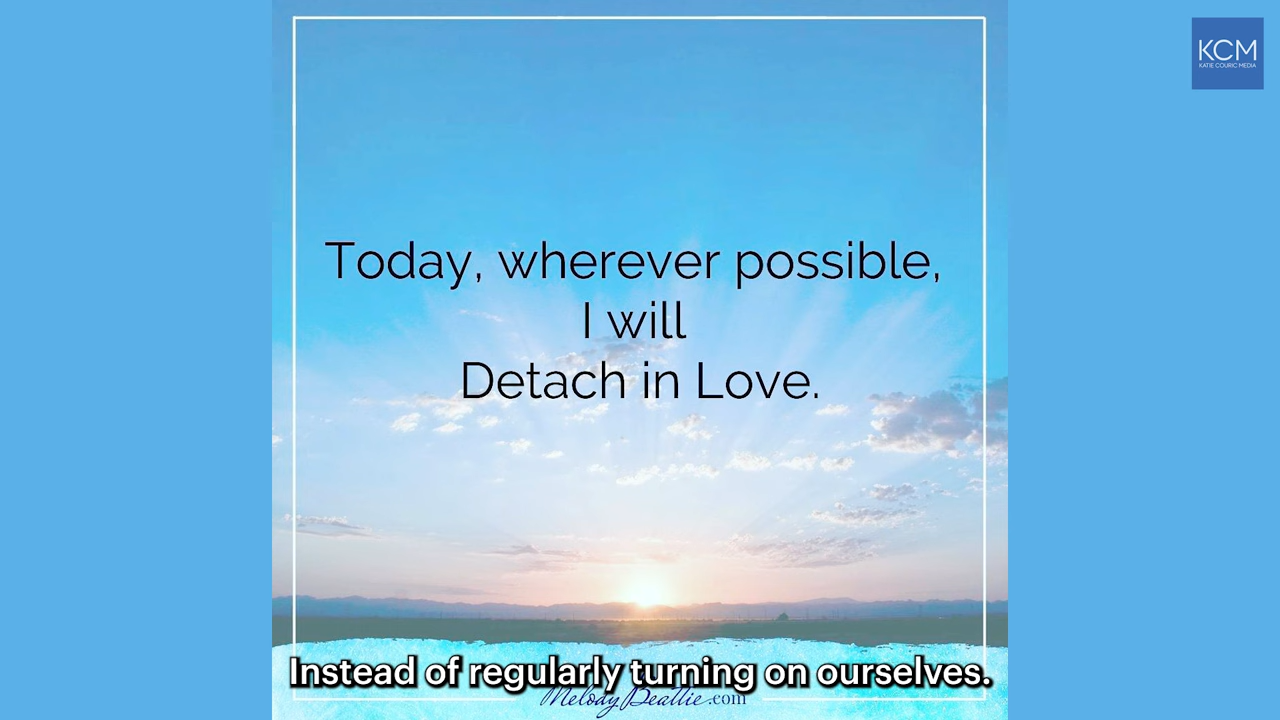 KCM
KATIE COURIC MEDIA
Today, wherever possible,
I will
Detach in Love.
Instead of regularly turning on ourselves.
MelodyBeattie.com